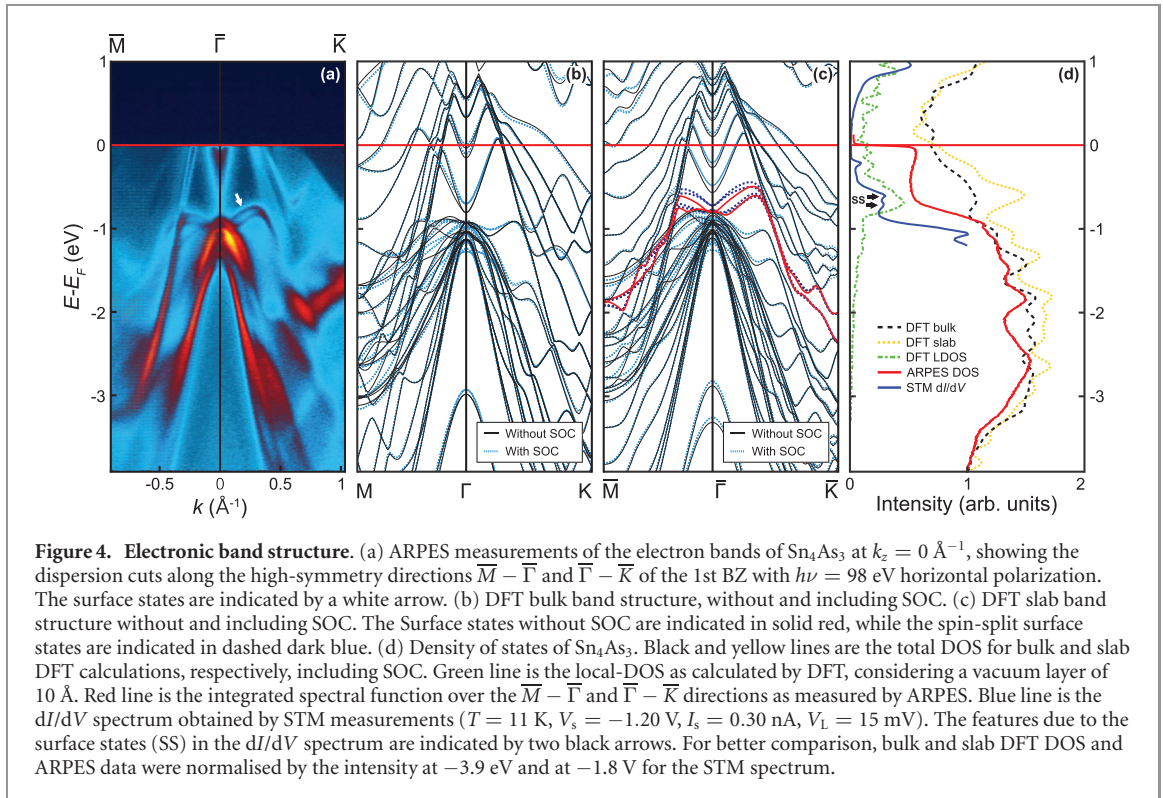 M̅ Γ̅ K̅
(a) (b) (c) (d)
1
0
-1
-2
-3
E-E_F (eV)
-0.5 0 0.5 1
k (Å⁻¹)
Without SOC
With SOC
M Γ K
Without SOC
With SOC
M̅ Γ̅ K̅
SS
DFT bulk
DFT slab
DFT LDOS
ARPES DOS
STM dI/dV
1
0
-1
-2
-3
0 1 2
Intensity (arb. units)
Figure 4. Electronic band structure. (a) ARPES measurements of the electron bands of Sn₄As₃ at k_z = 0 Å⁻¹, showing the
dispersion cuts along the high-symmetry directions M̅ − Γ̅ and Γ̅ − K̅ of the 1st BZ with hν = 98 eV horizontal polarization.
The surface states are indicated by a white arrow. (b) DFT bulk band structure, without and including SOC. (c) DFT slab band
structure without and including SOC. The Surface states without SOC are indicated in solid red, while the spin-split surface
states are indicated in dashed dark blue. (d) Density of states of Sn₄As₃. Black and yellow lines are the total DOS for bulk and slab
DFT calculations, respectively, including SOC. Green line is the local-DOS as calculated by DFT, considering a vacuum layer of
10 Å. Red line is the integrated spectral function over the M̅ − Γ̅ and Γ̅ − K̅ directions as measured by ARPES. Blue line is the
dI/dV spectrum obtained by STM measurements (T = 11 K, V_s = −1.20 V, I_s = 0.30 nA, V_L = 15 mV). The features due to the
surface states (SS) in the dI/dV spectrum are indicated by two black arrows. For better comparison, bulk and slab DFT DOS and
ARPES data were normalised by the intensity at −3.9 eV and at −1.8 V for the STM spectrum.